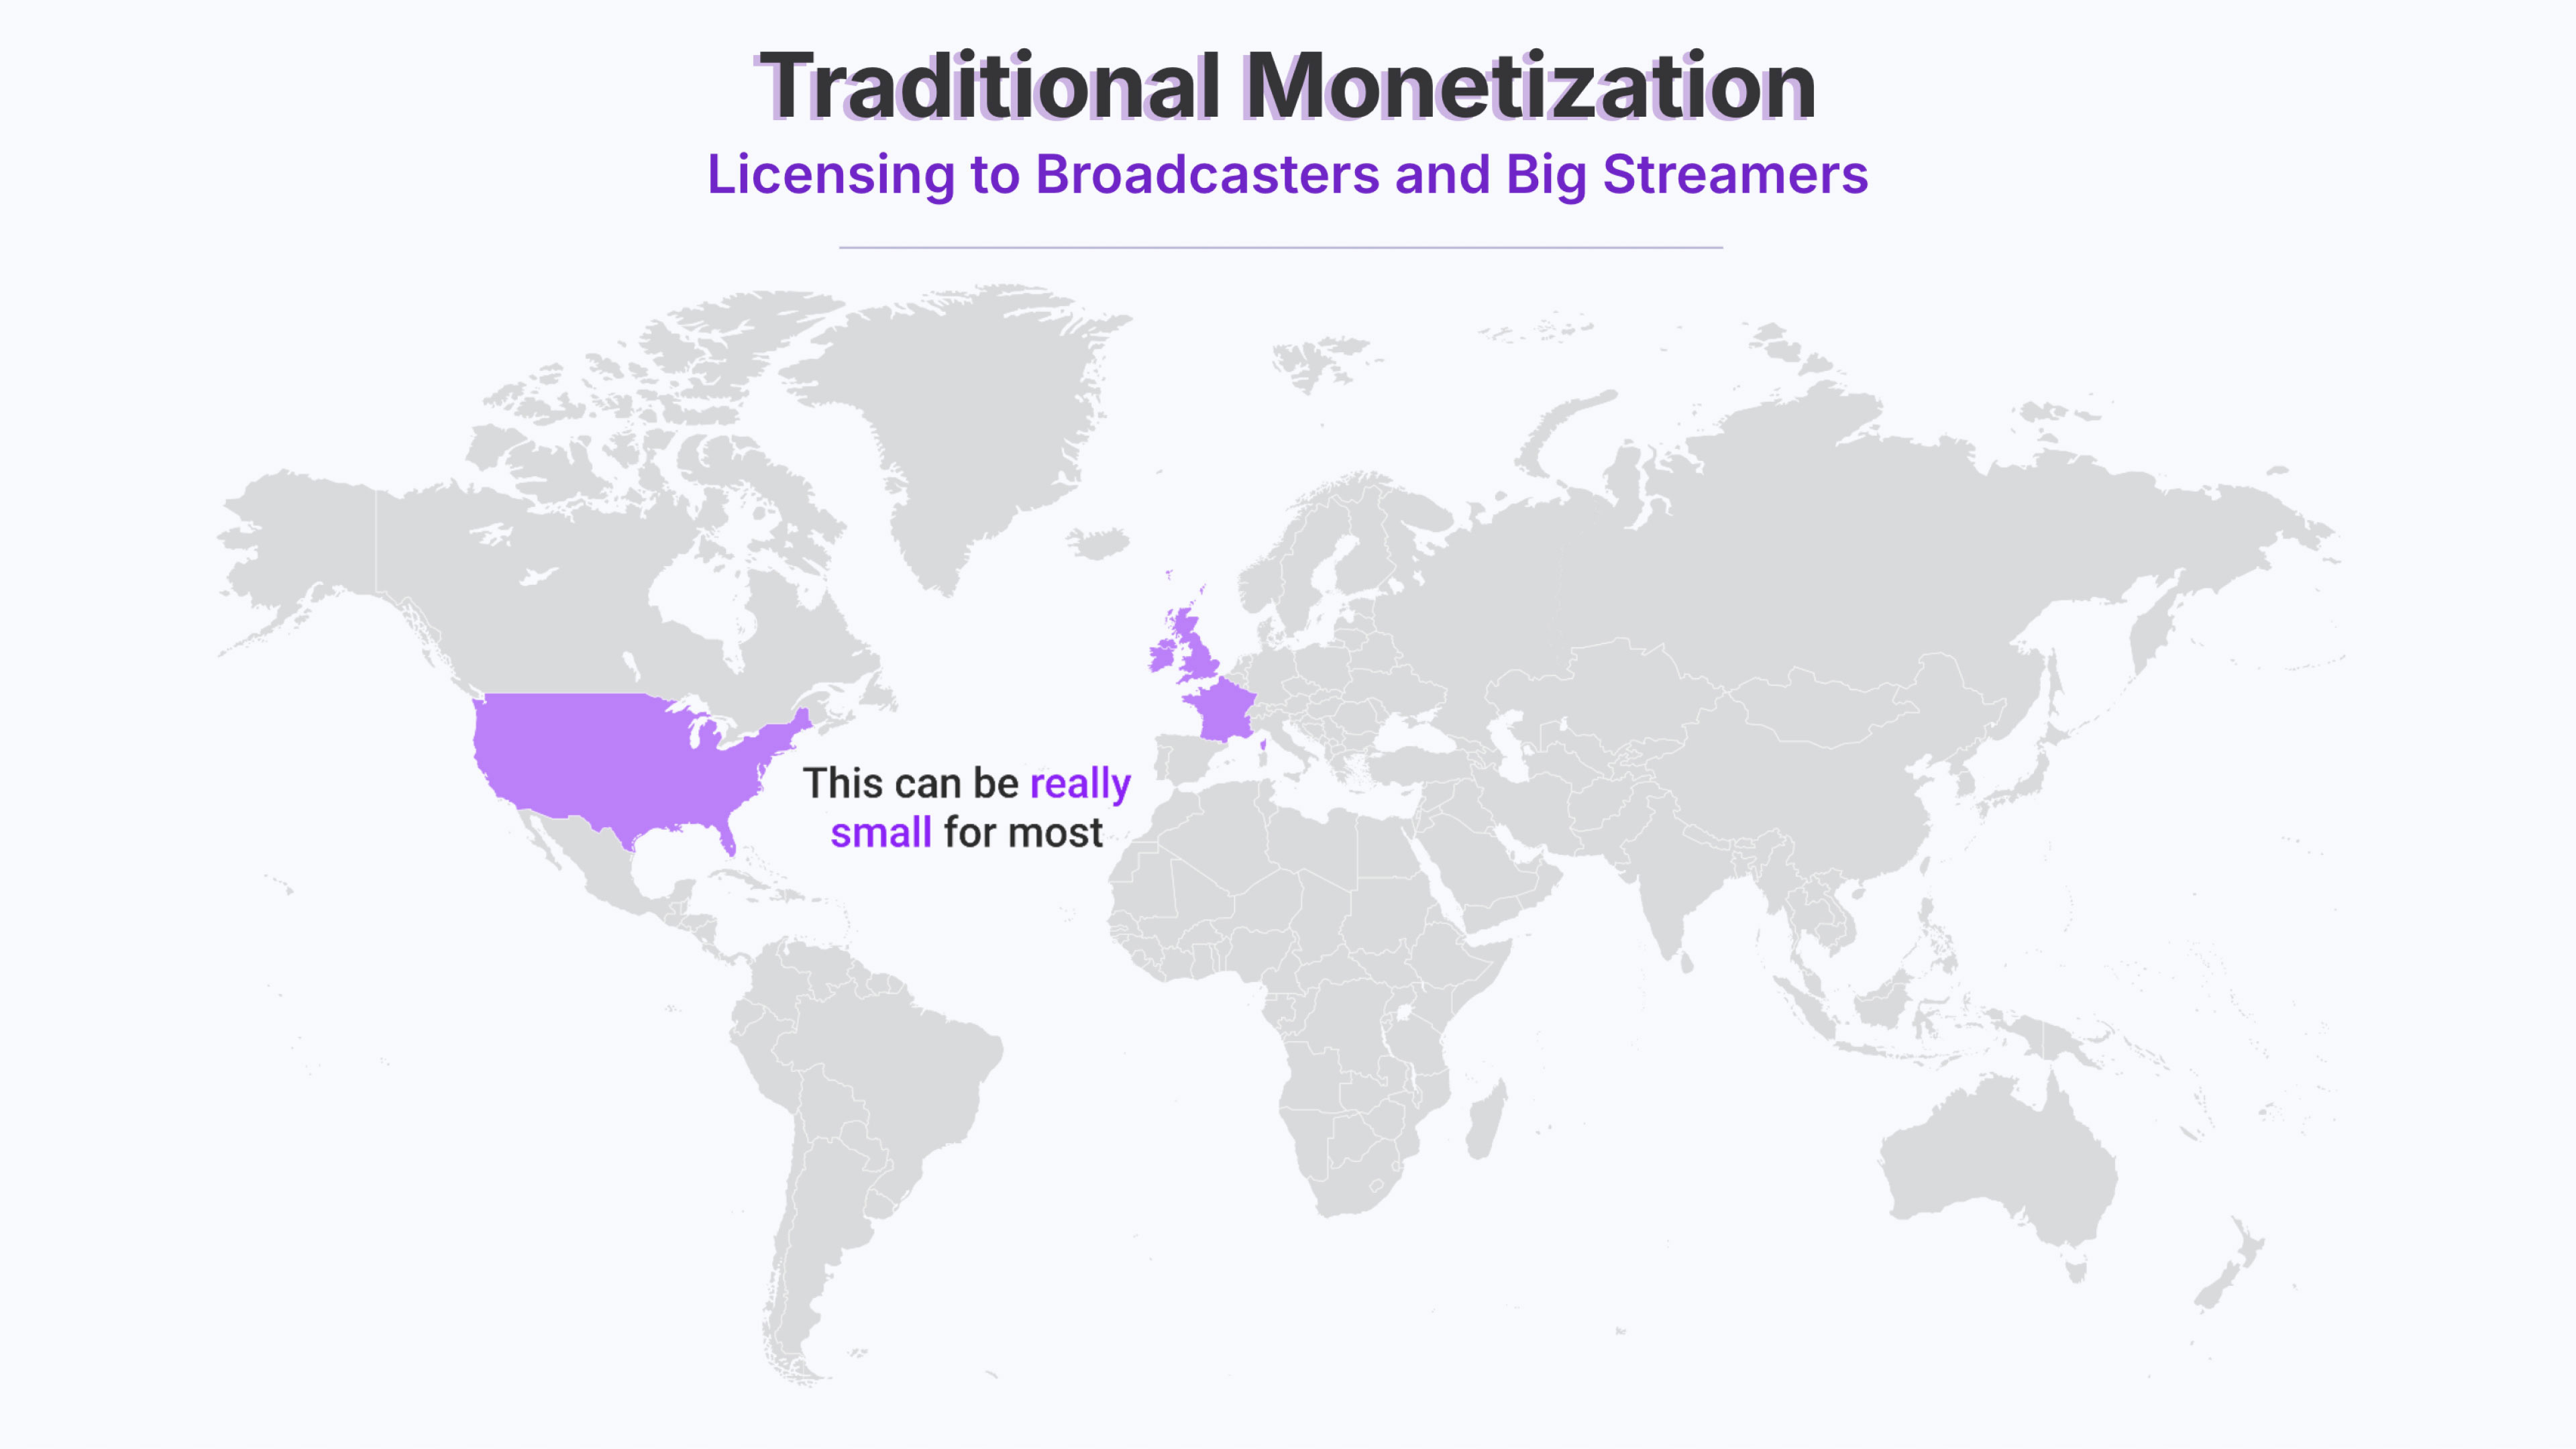 Traditional Monetization
Licensing to Broadcasters and Big Streamers
This can be really
small for most